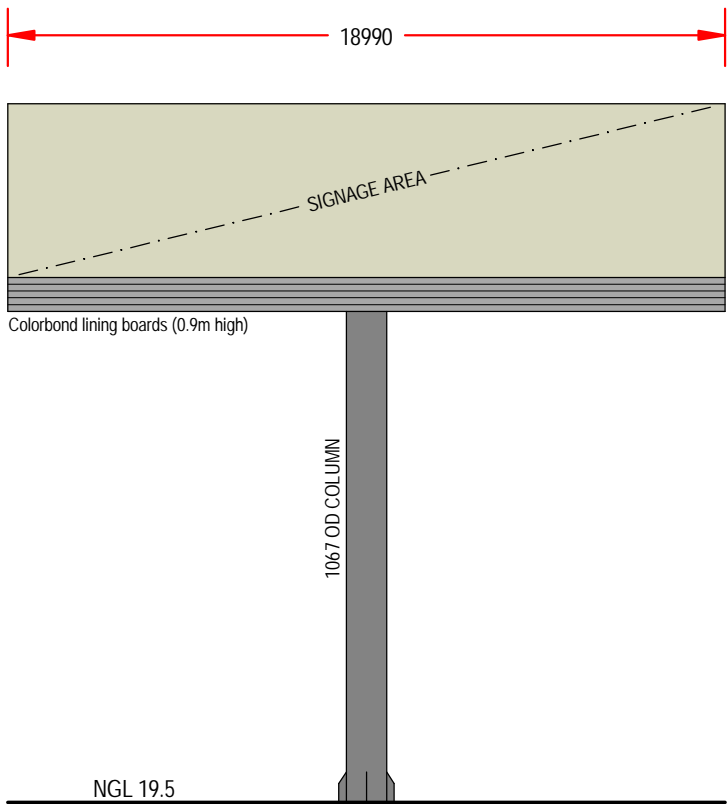 18990
SIGNAGE AREA
Colorbond lining boards (0.9m high)
1067 OD COLUMN
NGL 19.5